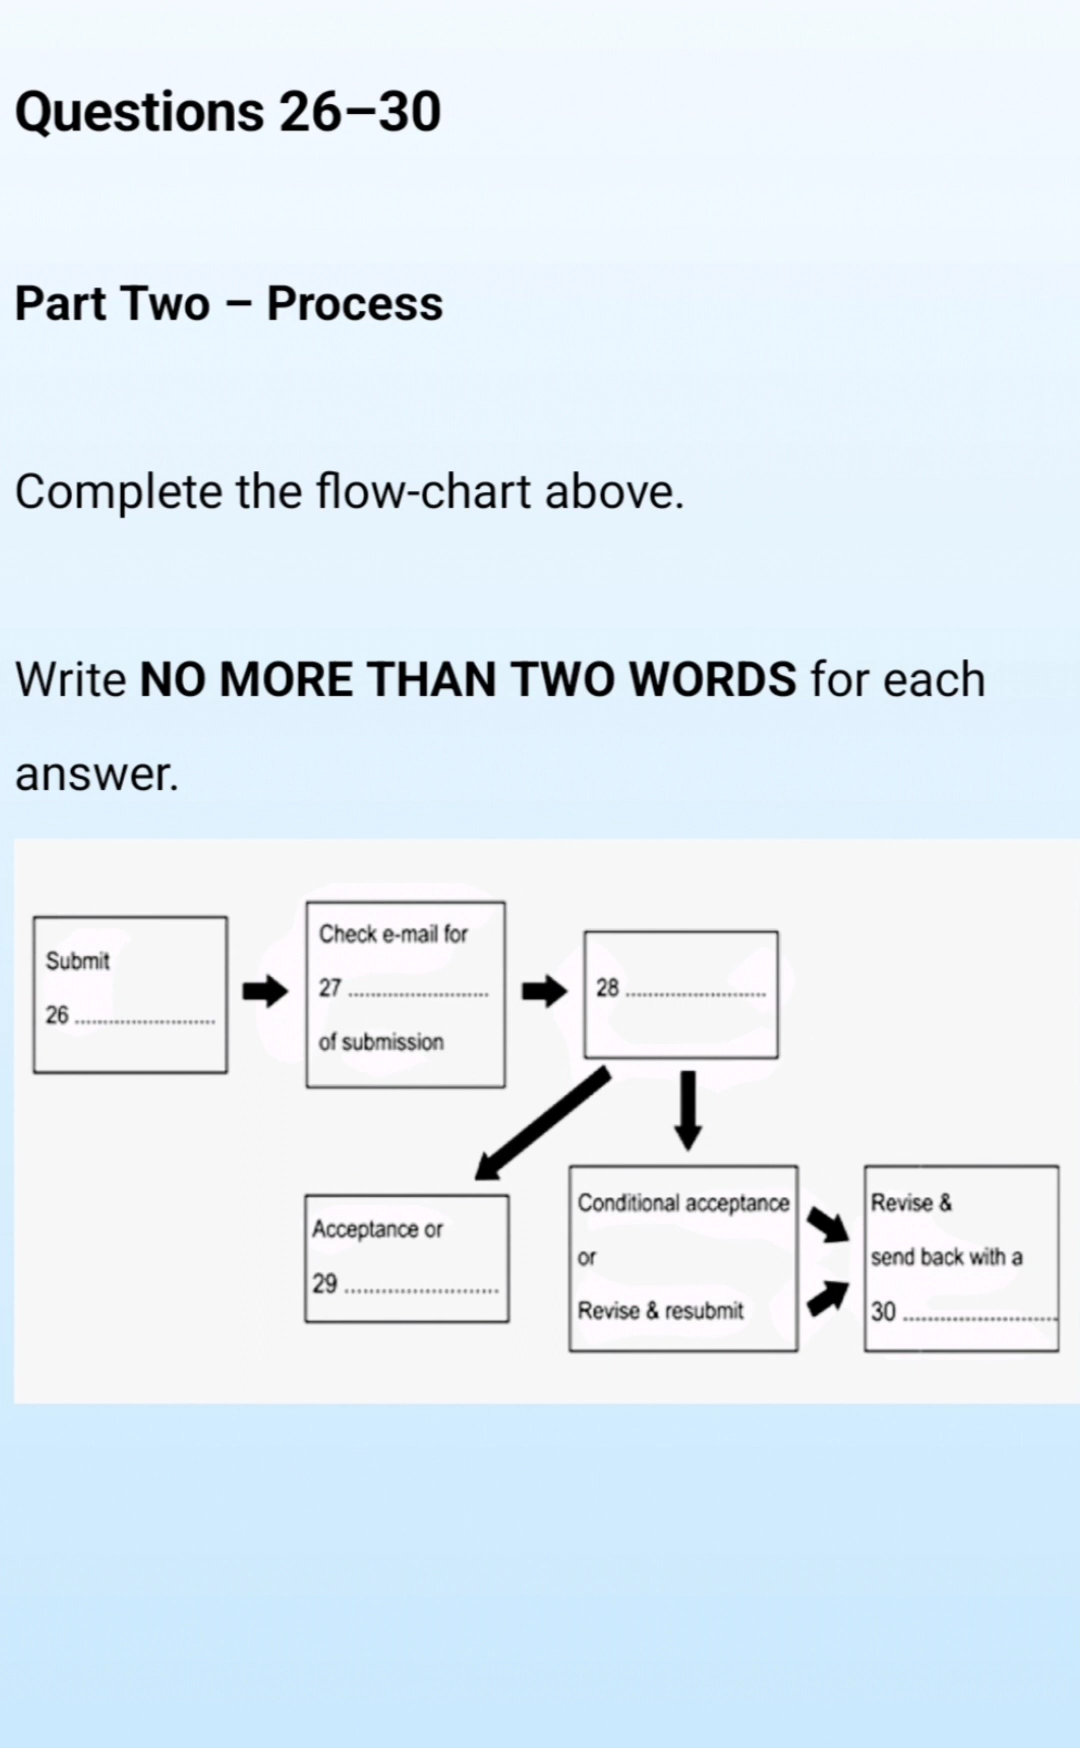 Questions 26–30
Part Two – Process
Complete the flow-chart above.
Write NO MORE THAN TWO WORDS for each
answer.
Submit
26 ........................
Check e-mail for
27 ........................
of submission
28 ........................
Acceptance or
29 ........................
Conditional acceptance
or
Revise & resubmit
Revise &
send back with a
30 ........................